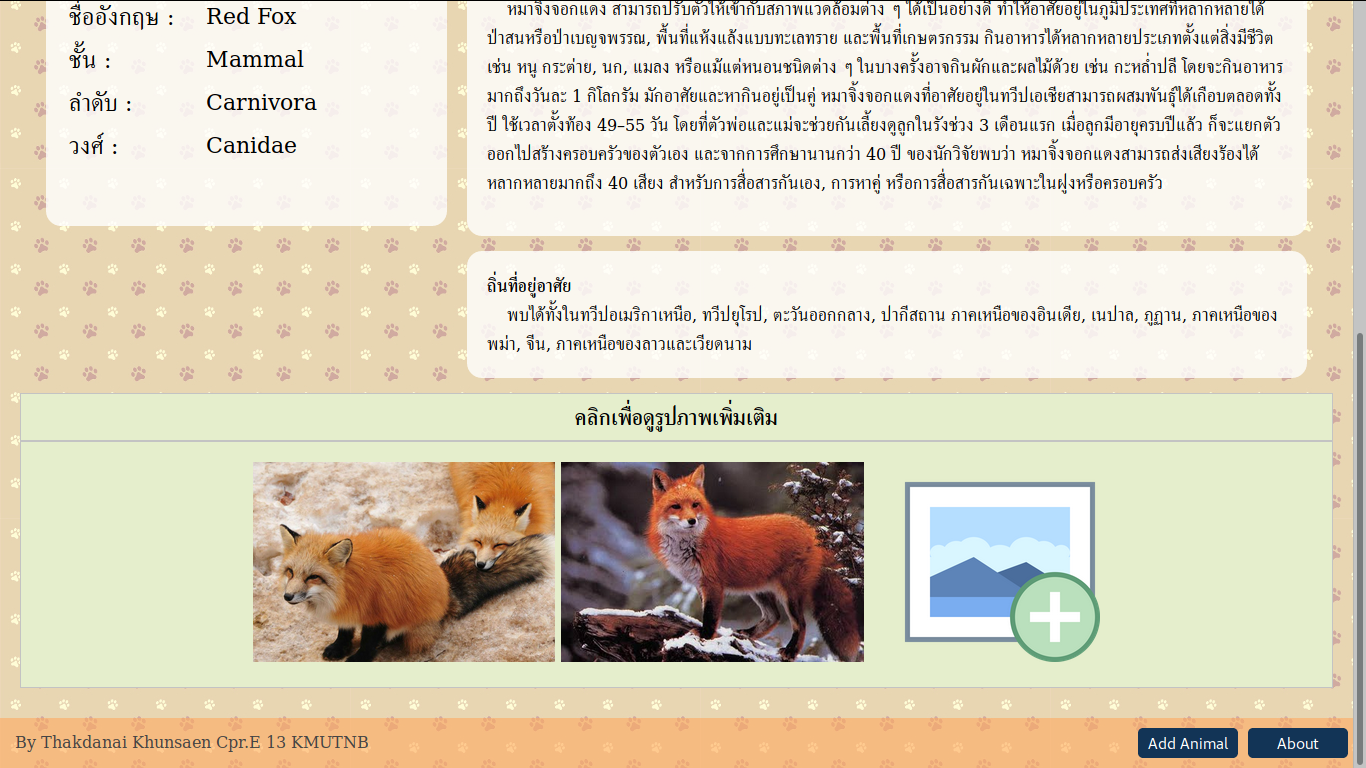 ชื่ออังกฤษ : Red Fox
ชั้น : Mammal
ลำดับ : Carnivora
วงศ์ : Canidae
หมาจิ้งจอกแดง สามารถปรับตัวให้เข้ากับสภาพแวดล้อมต่าง ๆ ได้เป็นอย่างดี ทำให้อาศัยอยู่ในภูมิประเทศที่หลากหลายได้
ป่าสนหรือป่าเบญจพรรณ, พื้นที่แห้งแล้งแบบทะเลทราย และพื้นที่เกษตรกรรม กินอาหารได้หลากหลายประเภทตั้งแต่สิ่งมีชีวิต
เช่น หนู กระต่าย, นก, แมลง หรือแม้แต่หนอนชนิดต่าง ๆ ในบางครั้งอาจกินผักและผลไม้ด้วย เช่น กะหล่ำปลี โดยจะกินอาหาร
มากถึงวันละ 1 กิโลกรัม มักอาศัยและหากินอยู่เป็นคู่ หมาจิ้งจอกแดงที่อาศัยอยู่ในทวีปเอเชียสามารถผสมพันธุ์ได้เกือบตลอดทั้ง
ปี ใช้เวลาตั้งท้อง 49–55 วัน โดยที่ตัวพ่อและแม่จะช่วยกันเลี้ยงดูลูกในรังช่วง 3 เดือนแรก เมื่อลูกมีอายุครบปีแล้ว ก็จะแยกตัว
ออกไปสร้างครอบครัวของตัวเอง และจากการศึกษานานกว่า 40 ปี ของนักวิจัยพบว่า หมาจิ้งจอกแดงสามารถส่งเสียงร้องได้
หลากหลายมากถึง 40 เสียง สำหรับการสื่อสารกันเอง, การหาคู่ หรือการสื่อสารกันเฉพาะในฝูงหรือครอบครัว
ถิ่นที่อยู่อาศัย
พบได้ทั้งในทวีปอเมริกาเหนือ, ทวีปยุโรป, ตะวันออกกลาง, ปากีสถาน ภาคเหนือของอินเดีย, เนปาล, ภูฏาน, ภาคเหนือของ
พม่า, จีน, ภาคเหนือของลาวและเวียดนาม
คลิกเพื่อดูรูปภาพเพิ่มเติม
By Thakdanai Khunsaen Cpr.E 13 KMUTNB
Add Animal
About